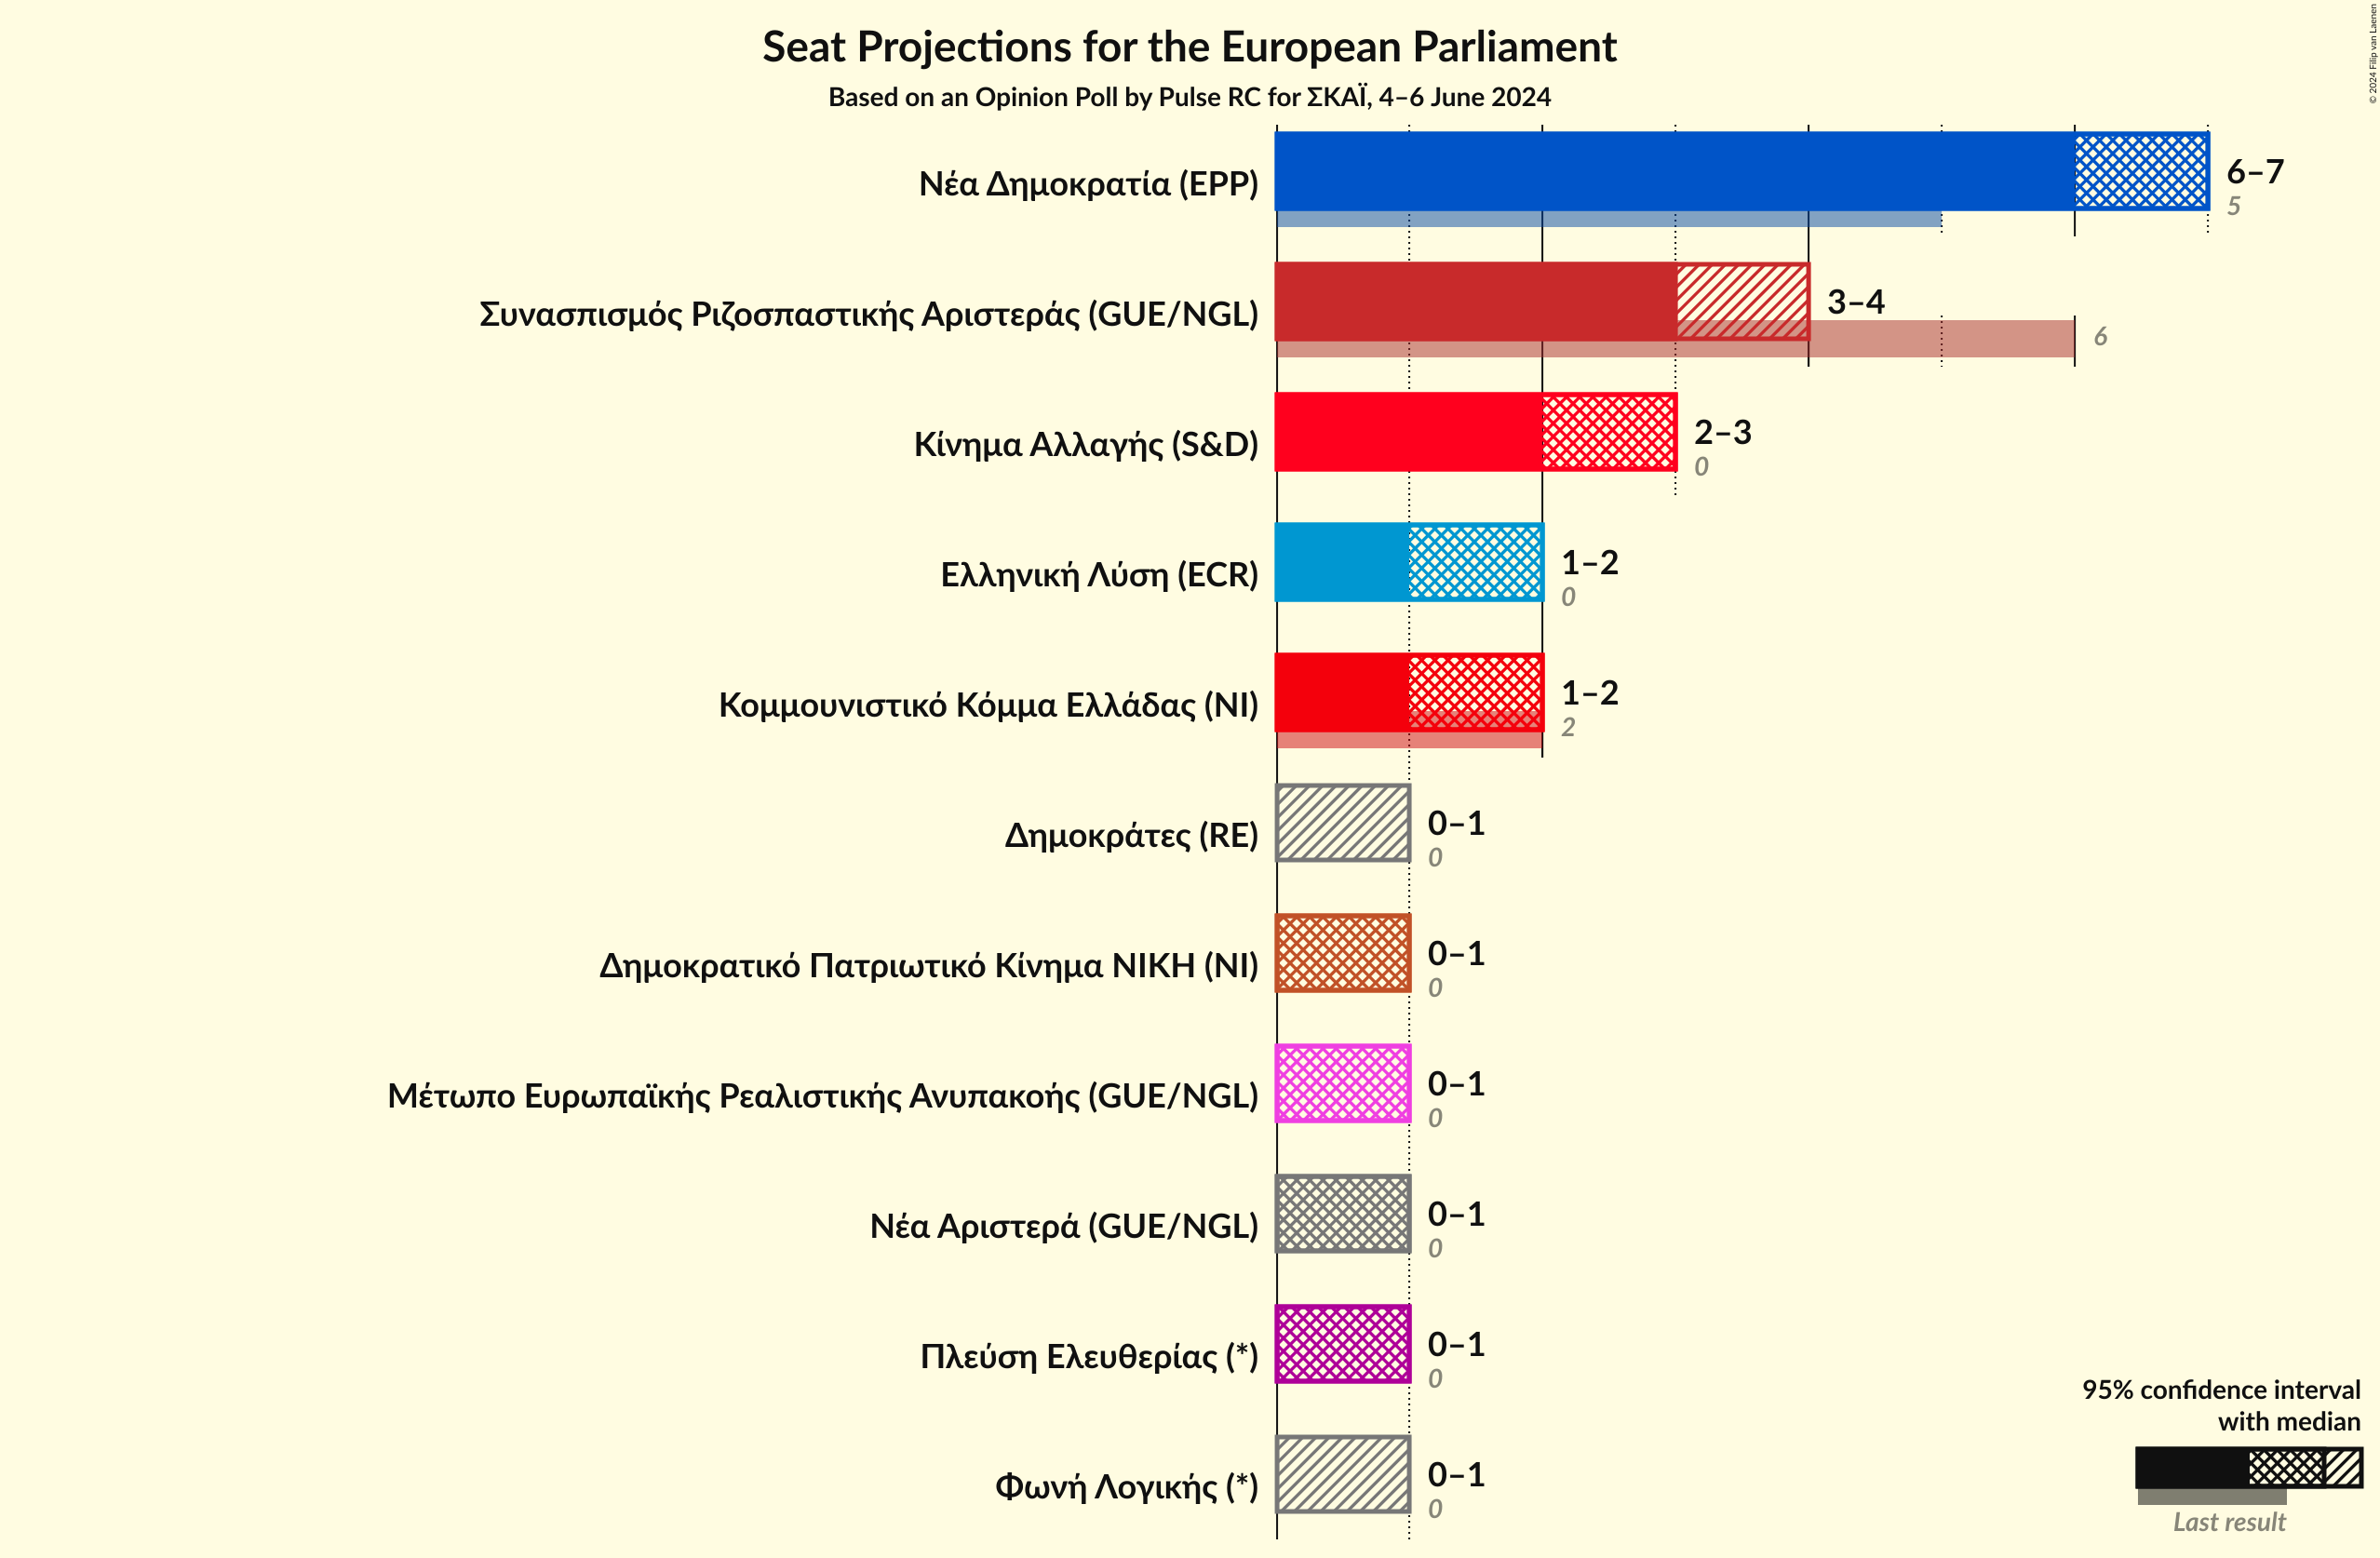 Seat Projections for the European Parliament
Based on an Opinion Poll by Pulse RC for ΣΚΑΪ, 4–6 June 2024
© 2024 Filip van Laenen
Νέα Δημοκρατία (EPP)
6–7
5
Συνασπισμός Ριζοσπαστικής Αριστεράς (GUE/NGL)
3–4
6
Κίνημα Αλλαγής (S&D)
2–3
0
Ελληνική Λύση (ECR)
1–2
0
Κομμουνιστικό Κόμμα Ελλάδας (NI)
1–2
2
Δημοκράτες (RE)
0–1
0
Δημοκρατικό Πατριωτικό Κίνημα ΝΙΚΗ (NI)
0–1
0
Μέτωπο Ευρωπαϊκής Ρεαλιστικής Ανυπακοής (GUE/NGL)
0–1
0
Νέα Αριστερά (GUE/NGL)
0–1
0
Πλεύση Ελευθερίας (*)
0–1
0
Φωνή Λογικής (*)
0–1
0
95% confidence interval
with median
Last result